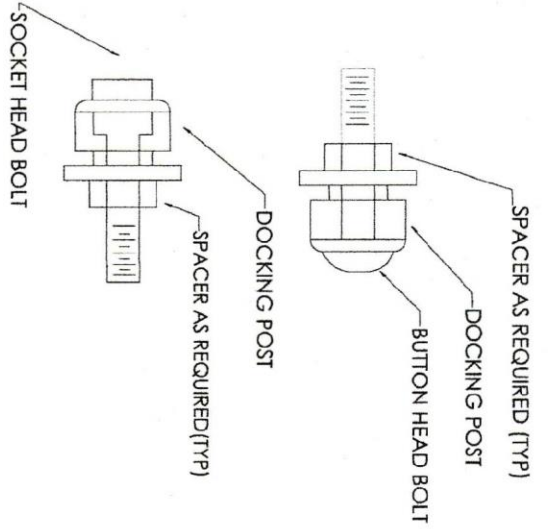 SPACER AS REQUIRED (TYP)
DOCKING POST
BUTTON HEAD BOLT
DOCKING POST
SPACER AS REQUIRED(TYP)
SOCKET HEAD BOLT